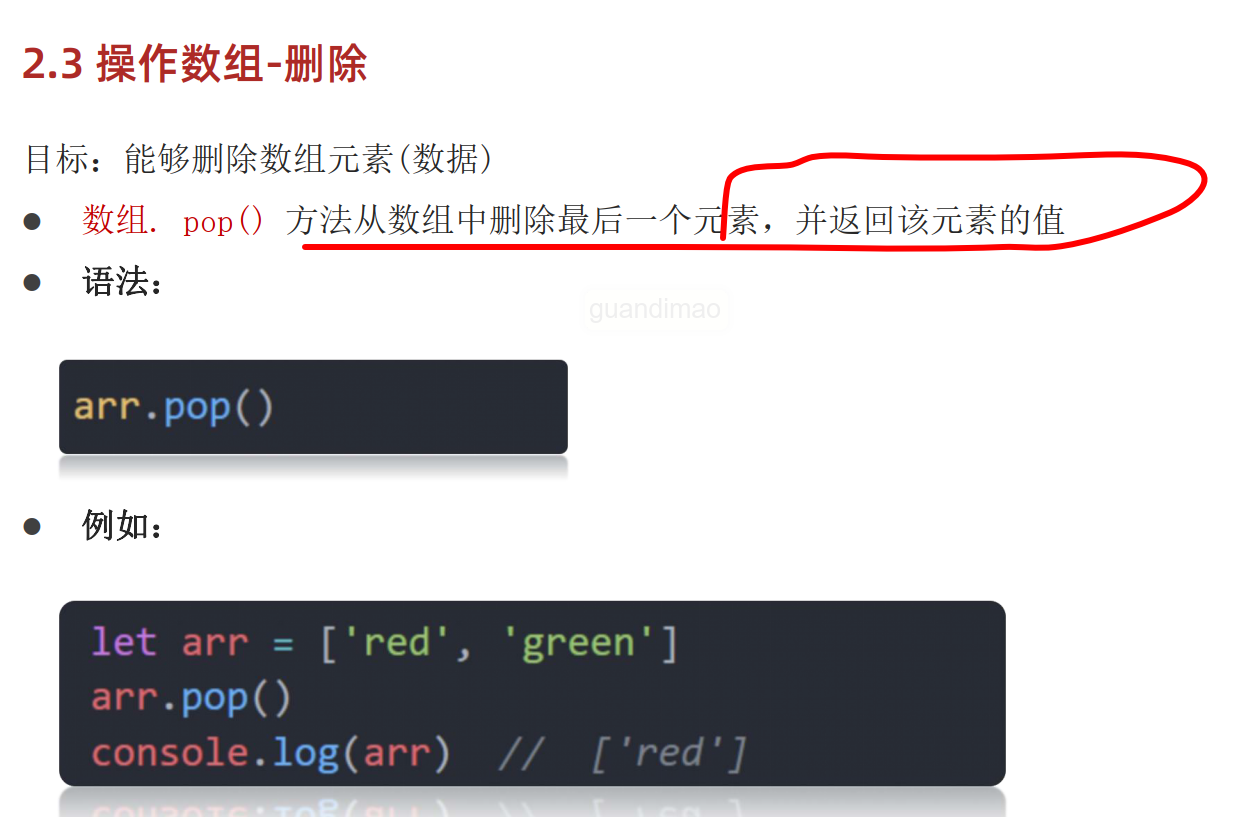 2.3 操作数组-删除
目标：能够删除数组元素(数据)
● 数组. pop() 方法从数组中删除最后一个元素，并返回该元素的值
● 语法：
guandimao
arr.pop()
● 例如：
let arr = ['red', 'green']
arr.pop()
console.log(arr)  //  ['red']